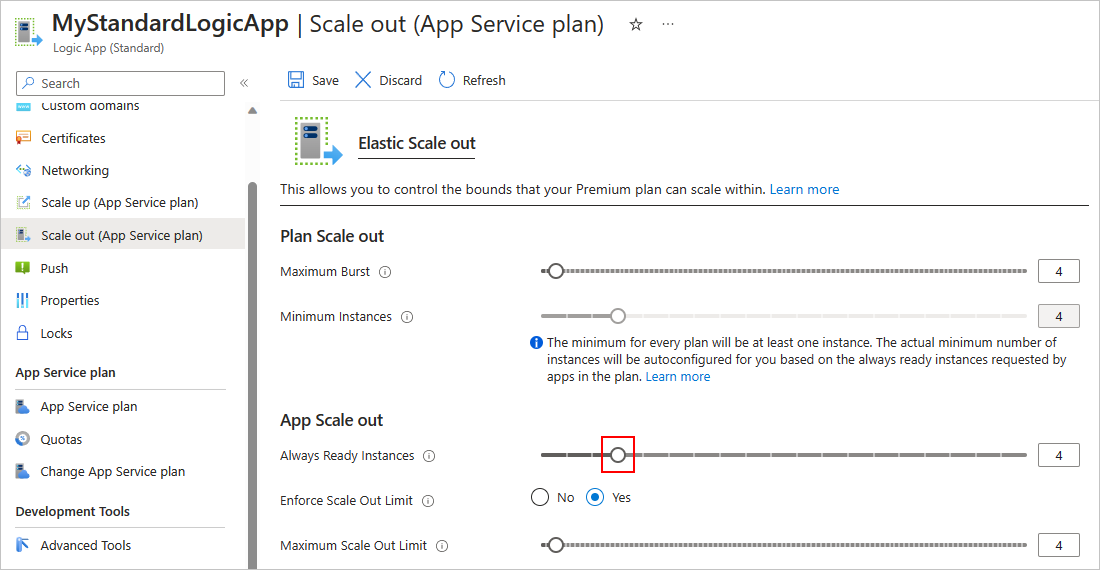 MyStandardLogicApp | Scale out (App Service plan)
Logic App (Standard)
Search
Custom domains
Certificates
Networking
Scale up (App Service plan)
Scale out (App Service plan)
Push
Properties
Locks
App Service plan
App Service plan
Quotas
Change App Service plan
Development Tools
Advanced Tools
Save Discard Refresh
Elastic Scale out
This allows you to control the bounds that your Premium plan can scale within. Learn more
Plan Scale out
Maximum Burst 4
Minimum Instances 4
The minimum for every plan will be at least one instance. The actual minimum number of
instances will be autoconfigured for you based on the always ready instances requested by
apps in the plan. Learn more
App Scale out
Always Ready Instances 4
Enforce Scale Out Limit No Yes
Maximum Scale Out Limit 4